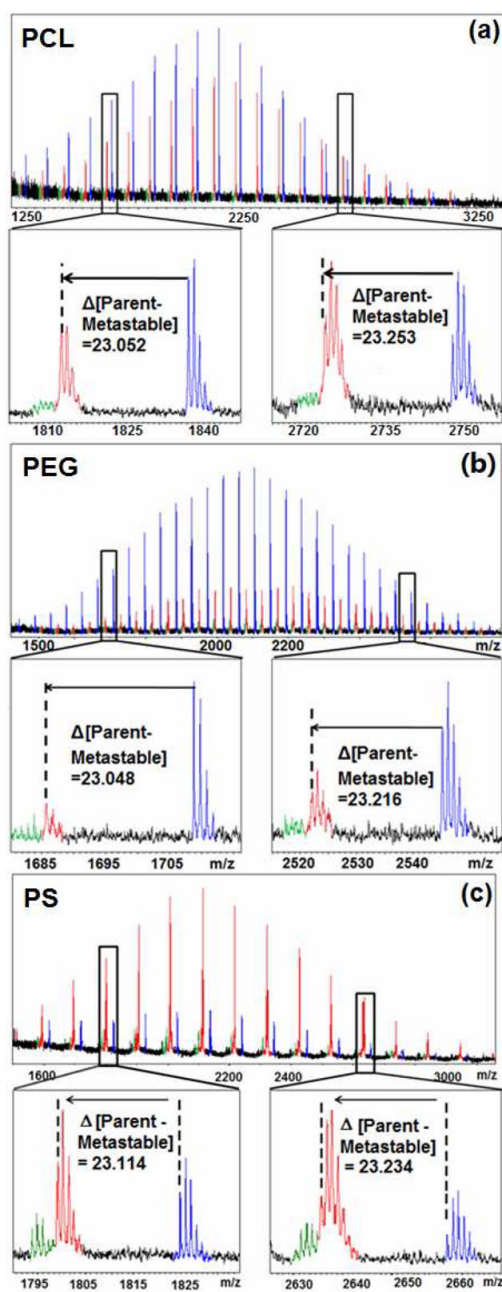 PCL
(a)
1250 2250 3250
Δ[Parent-
Metastable]
=23.052
Δ[Parent-
Metastable]
=23.253
1810 1825 1840
2720 2735 2750
PEG
(b)
1500 2000 2200 m/z
Δ[Parent-
Metastable]
=23.048
Δ[Parent-
Metastable]
=23.216
1685 1695 1705 m/z
2520 2530 2540 m/z
PS
(c)
1600 2200 2400 3000 m/z
Δ [Parent -
Metastable]
= 23.114
Δ [Parent -
Metastable]
= 23.234
1795 1805 1815 1825 m/z
2630 2640 2650 2660 m/z